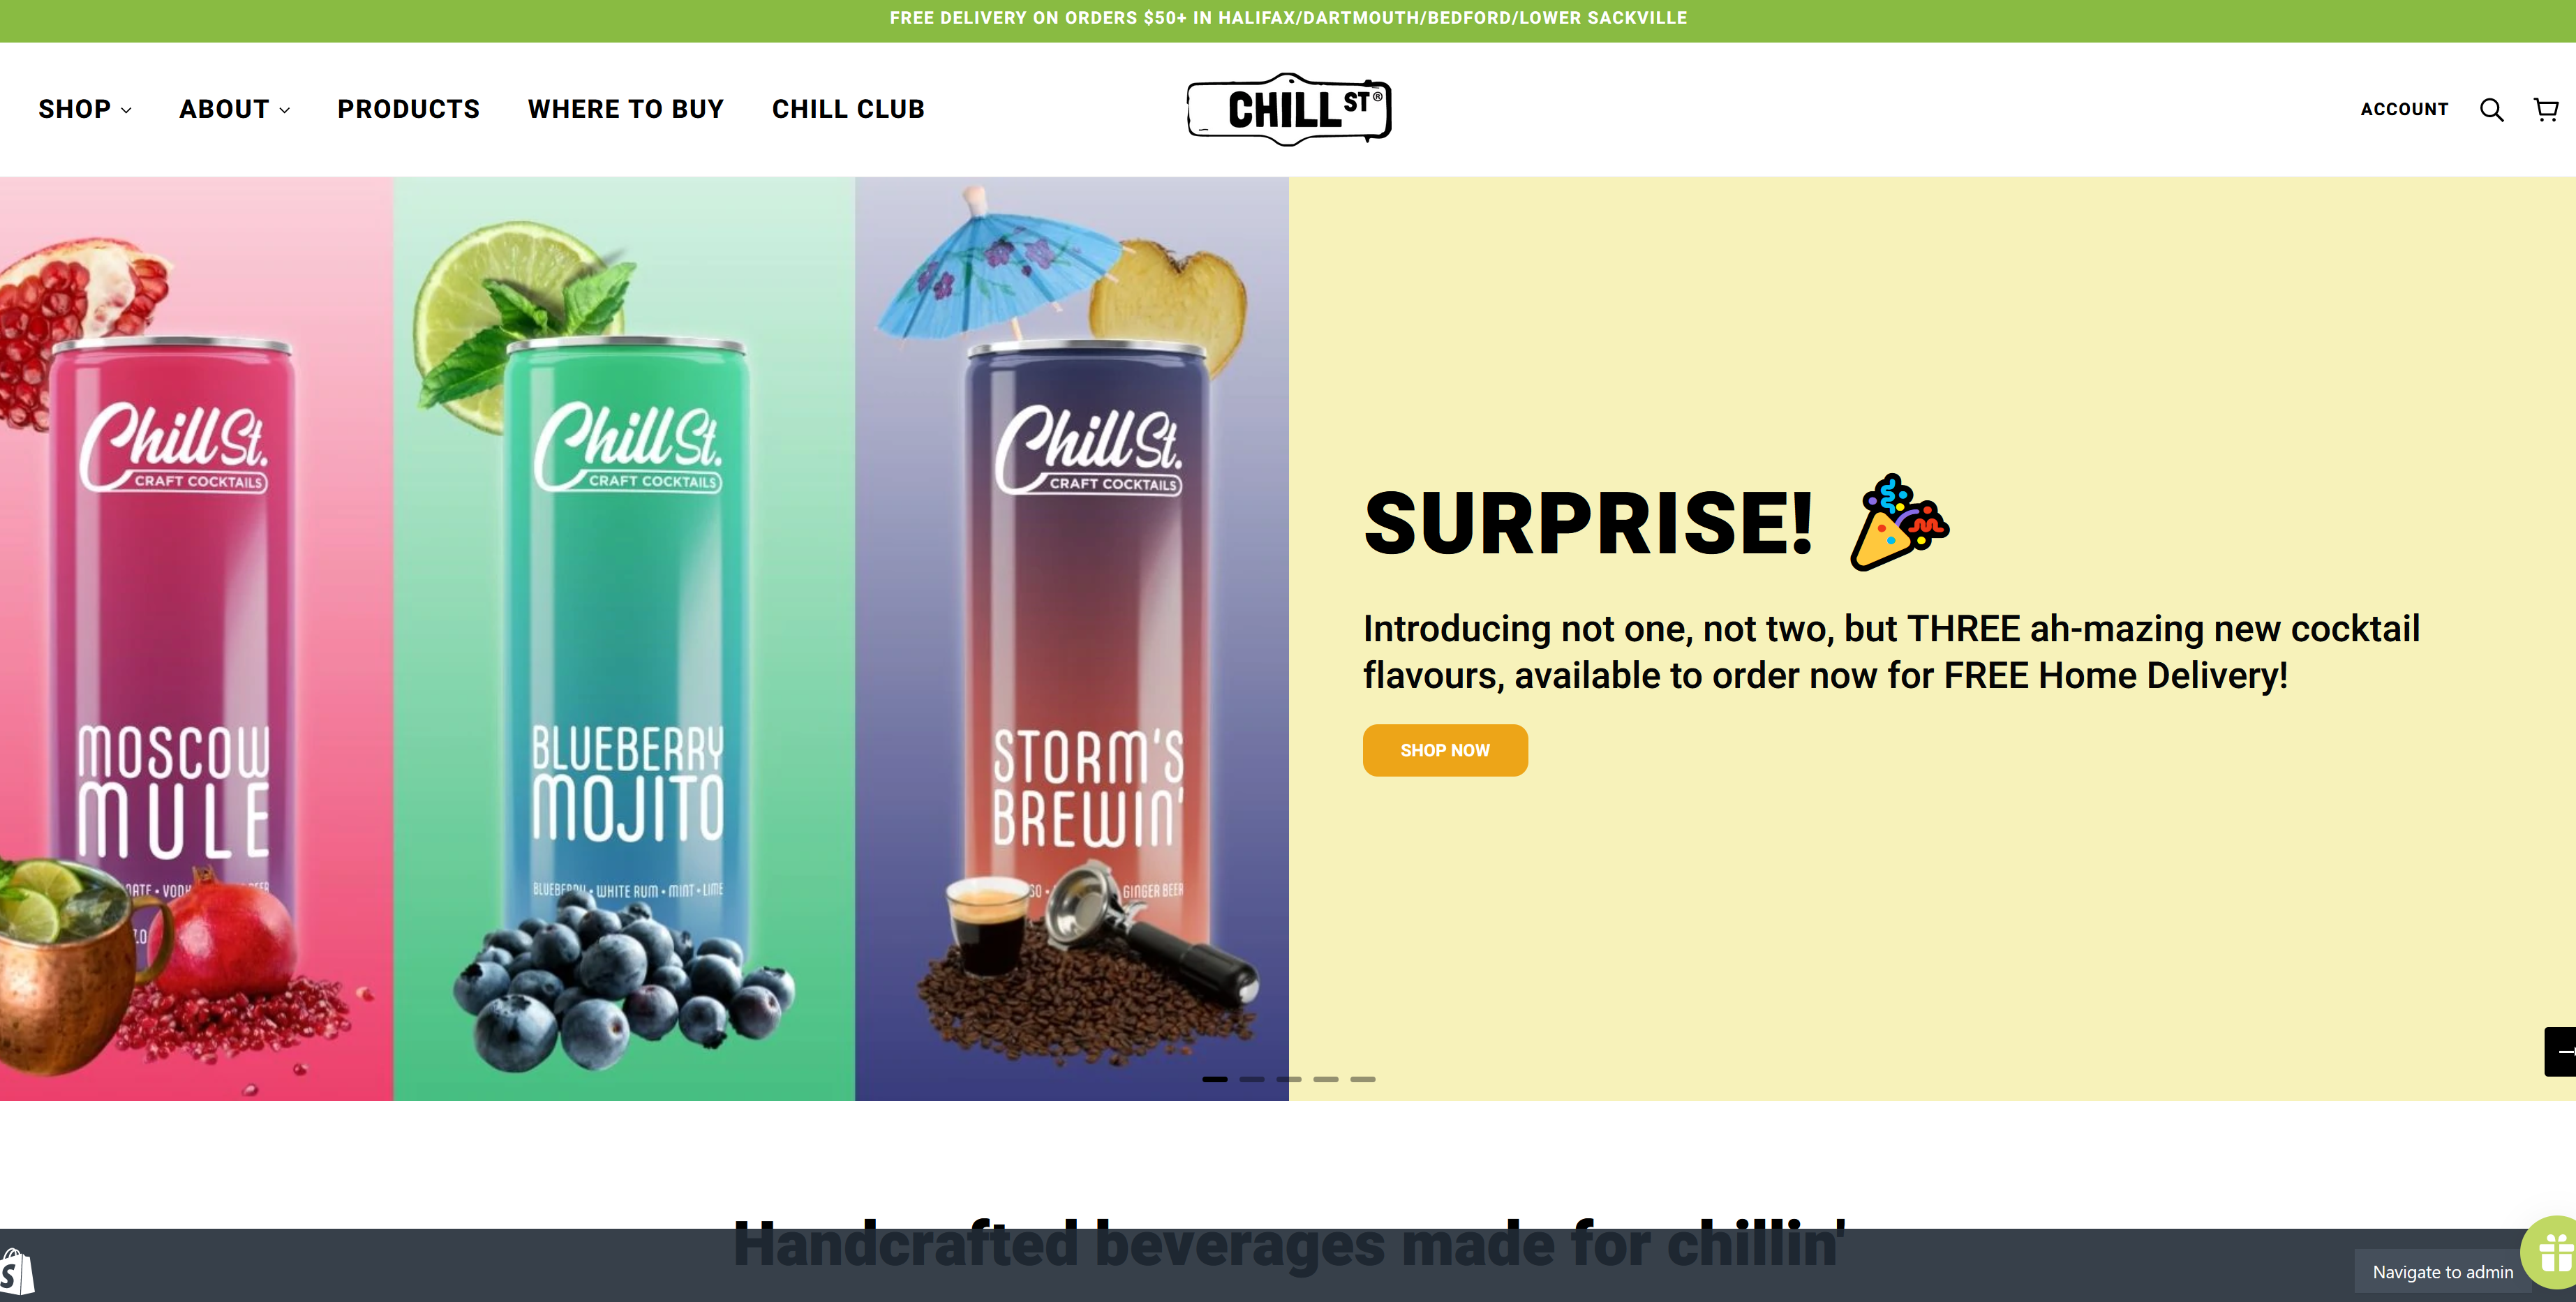 FREE DELIVERY ON ORDERS $50+ IN HALIFAX/DARTMOUTH/BEDFORD/LOWER SACKVILLE
SHOP
ABOUT
PRODUCTS
WHERE TO BUY
CHILL CLUB
CHILL ST®
ACCOUNT
Chill St.
CRAFT COCKTAILS
MOSCOW
MULE
Chill St.
CRAFT COCKTAILS
BLUEBERRY
MOJITO
BLUEBERRY • WHITE RUM • MINT • LIME
Chill St.
CRAFT COCKTAILS
STORM'S
BREWIN'
GINGER BEER
SURPRISE!
Introducing not one, not two, but THREE ah-mazing new cocktail
flavours, available to order now for FREE Home Delivery!
SHOP NOW
Handcrafted beverages made for chillin'
Navigate to admin